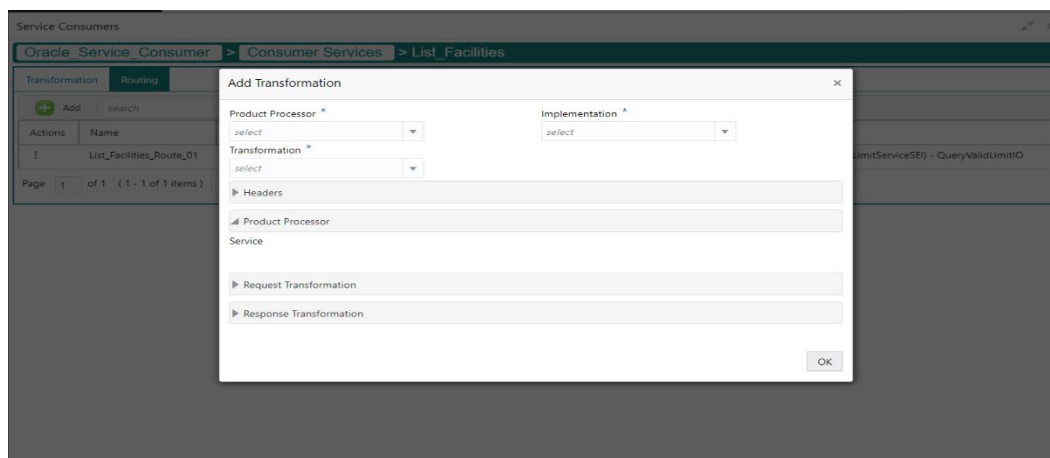 Service Consumers
Oracle_Service_Consumer > Consumer Services > List_Facilities
Transformation Routing
Add search
Actions Name
List_Facilities_Route_01 LimitServiceSEI) - QueryValidLimitIO
Page 1 of 1 ( 1 - 1 of 1 items )
Add Transformation ×
Product Processor * Implementation *
select select
Transformation *
select
Headers
Product Processor
Service
Request Transformation
Response Transformation
OK